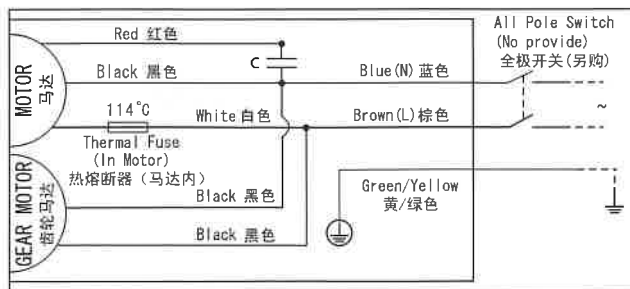 All Pole Switch
(No provide)
全极开关(另购)
Red 红色
C
MOTOR
马达
Black 黑色
Blue(N) 蓝色
114°C
White 白色
Brown(L) 棕色
~
Thermal Fuse
(In Motor)
热熔断器（马达内）
GEAR MOTOR
齿轮马达
Black 黑色
Green/Yellow
黄/绿色
Black 黑色